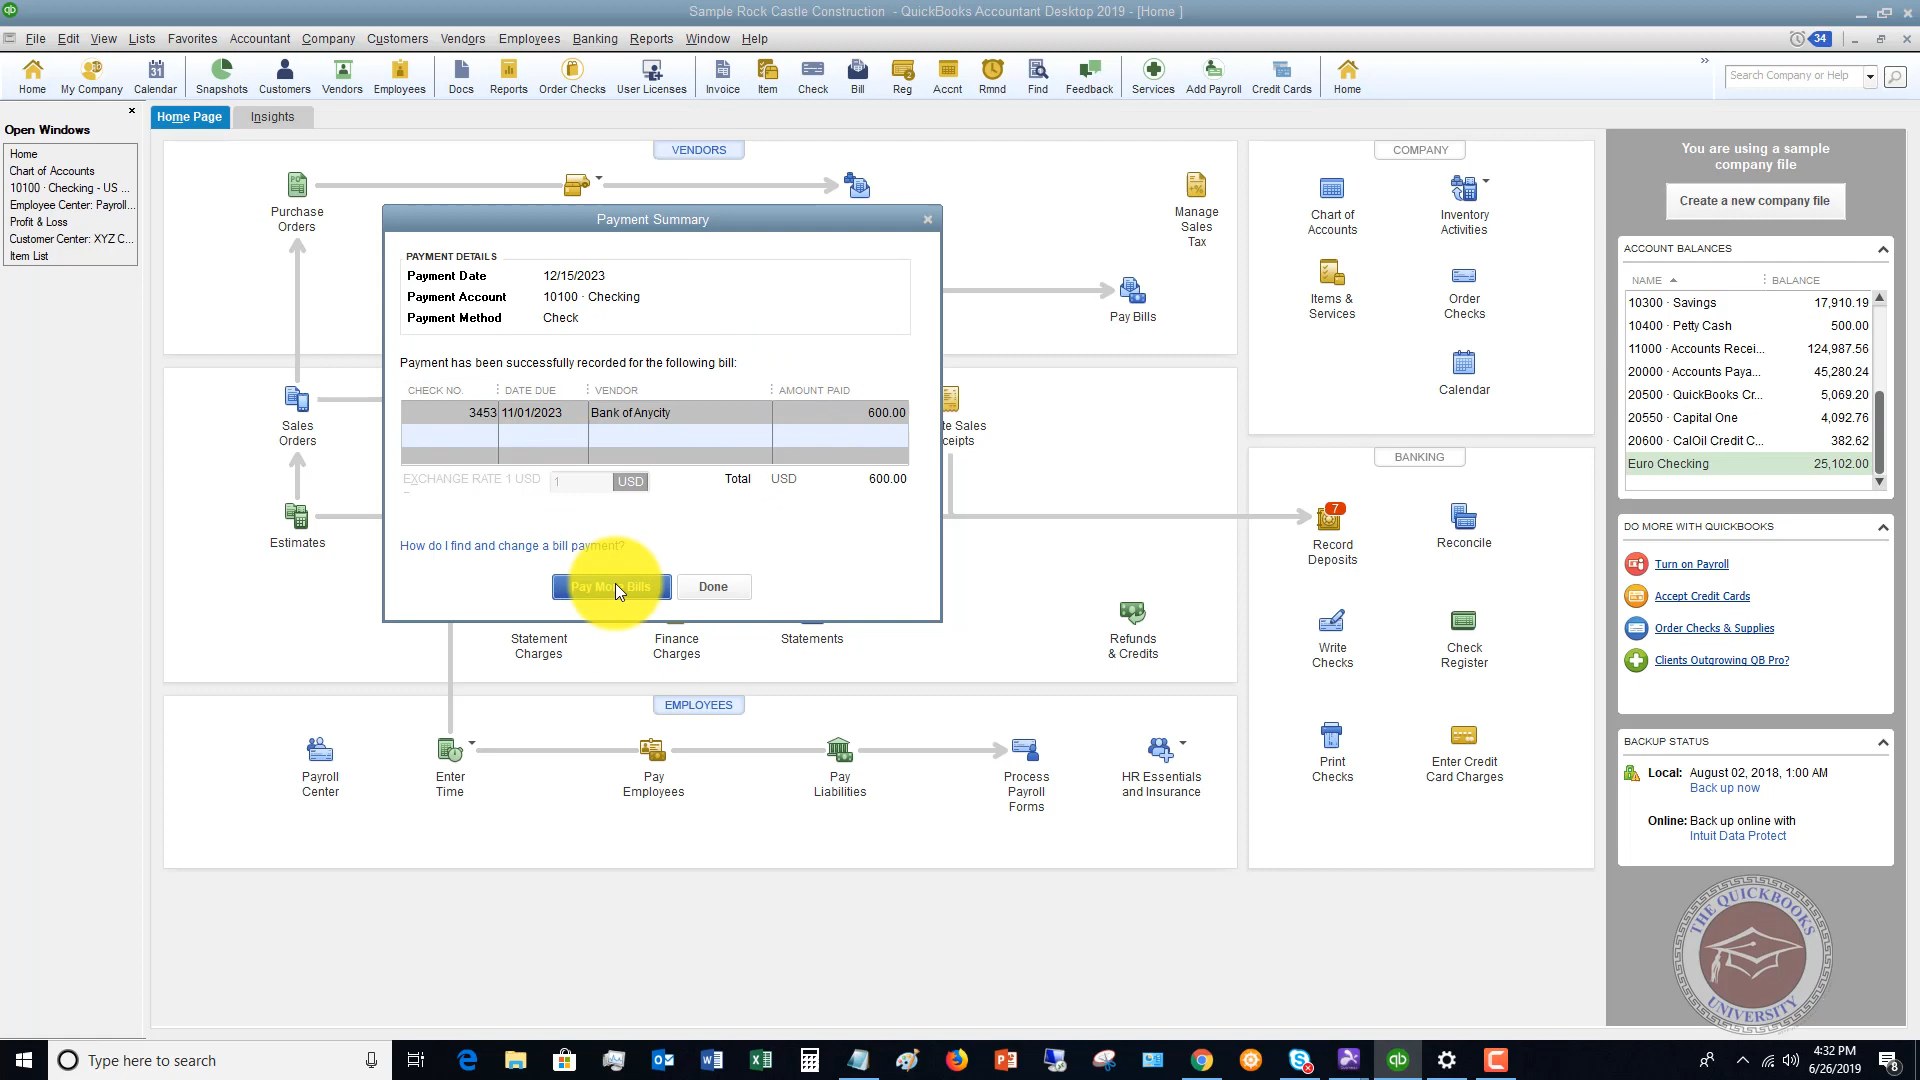 Sample Rock Castle Construction - QuickBooks Accountant Desktop 2019 - [Home ]
File Edit View Lists Favorites Accountant Company Customers Vendors Employees Banking Reports Window Help
34
Home My Company Calendar Snapshots Customers Vendors Employees Docs Reports Order Checks User Licenses Invoice Item Check Bill Reg Accnt Rmnd Find Feedback Services Add Payroll Credit Cards Home
Search Company or Help
Open Windows
Home
Chart of Accounts
10100 · Checking - US ...
Employee Center: Payroll...
Profit & Loss
Customer Center: XYZ C...
Item List
Home Page Insights
VENDORS
Purchase
Orders
Manage
Sales
Tax
Pay Bills
Payment Summary
PAYMENT DETAILS
Payment Date 12/15/2023
Payment Account 10100 · Checking
Payment Method Check
Payment has been successfully recorded for the following bill:
CHECK NO. DATE DUE VENDOR AMOUNT PAID
3453 11/01/2023 Bank of Anycity 600.00
EXCHANGE RATE 1 USD 1 USD Total USD 600.00
How do I find and change a bill payment?
Pay More Bills Done
Sales
Orders
te Sales
ceipts
Estimates
Statement
Charges
Finance
Charges
Statements
Refunds
& Credits
EMPLOYEES
Payroll
Center
Enter
Time
Pay
Employees
Pay
Liabilities
Process
Payroll
Forms
HR Essentials
and Insurance
COMPANY
Chart of
Accounts
Inventory
Activities
Items &
Services
Order
Checks
Calendar
BANKING
7
Record
Deposits
Reconcile
Write
Checks
Check
Register
Print
Checks
Enter Credit
Card Charges
You are using a sample
company file
Create a new company file
ACCOUNT BALANCES
NAME BALANCE
10300 · Savings 17,910.19
10400 · Petty Cash 500.00
11000 · Accounts Recei... 124,987.56
20000 · Accounts Paya... 45,280.24
20500 · QuickBooks Cr... 5,069.20
20550 · Capital One 4,092.76
20600 · CalOil Credit C... 382.62
Euro Checking 25,102.00
DO MORE WITH QUICKBOOKS
Turn on Payroll
Accept Credit Cards
Order Checks & Supplies
Clients Outgrowing QB Pro?
BACKUP STATUS
Local: August 02, 2018, 1:00 AM
Back up now
Online: Back up online with
Intuit Data Protect
THE QUICKBOOKS
UNIVERSITY
Type here to search
4:32 PM
6/26/2019
8